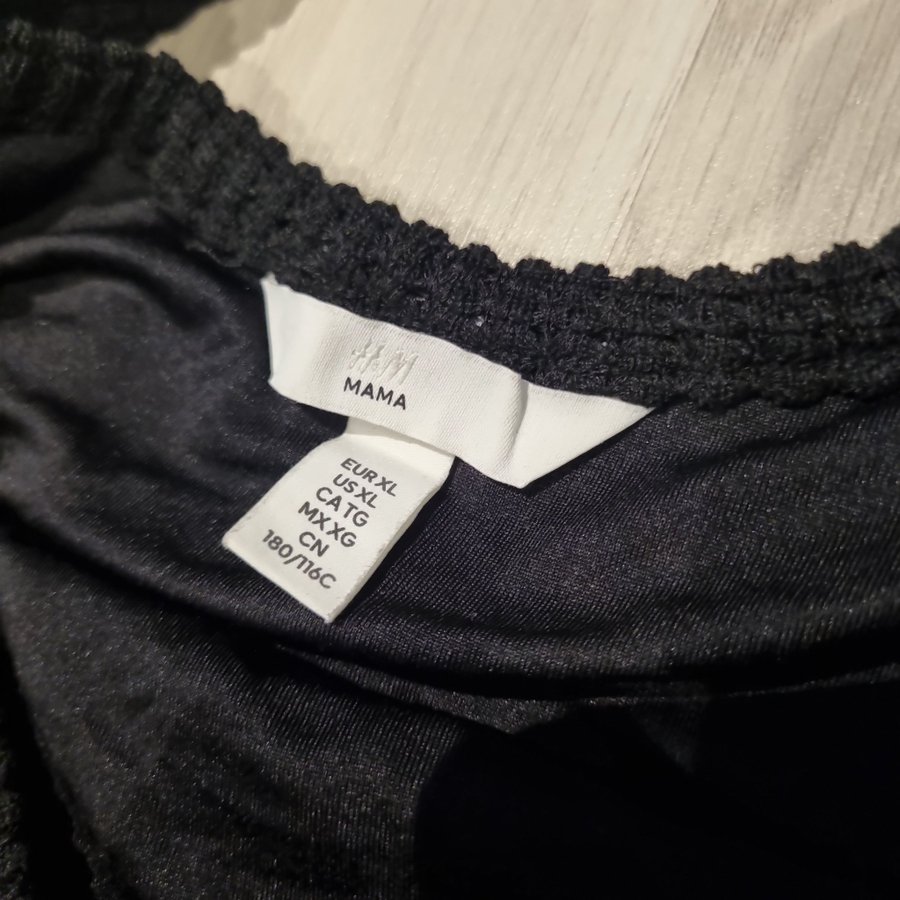 H&M
MAMA
EUR XL
US XL
CA TG
MX XG
CN
180/116C